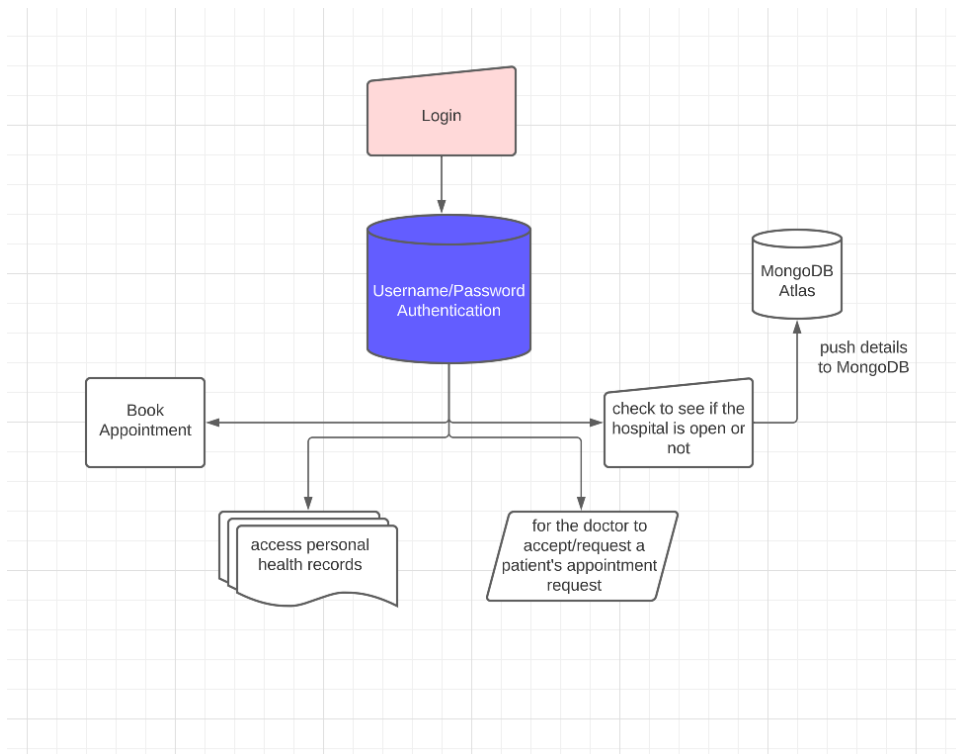 Login
Username/Password
Authentication
MongoDB
Atlas
push details
to MongoDB
Book
Appointment
check to see if the
hospital is open or
not
access personal
health records
for the doctor to
accept/request a
patient's appointment
request